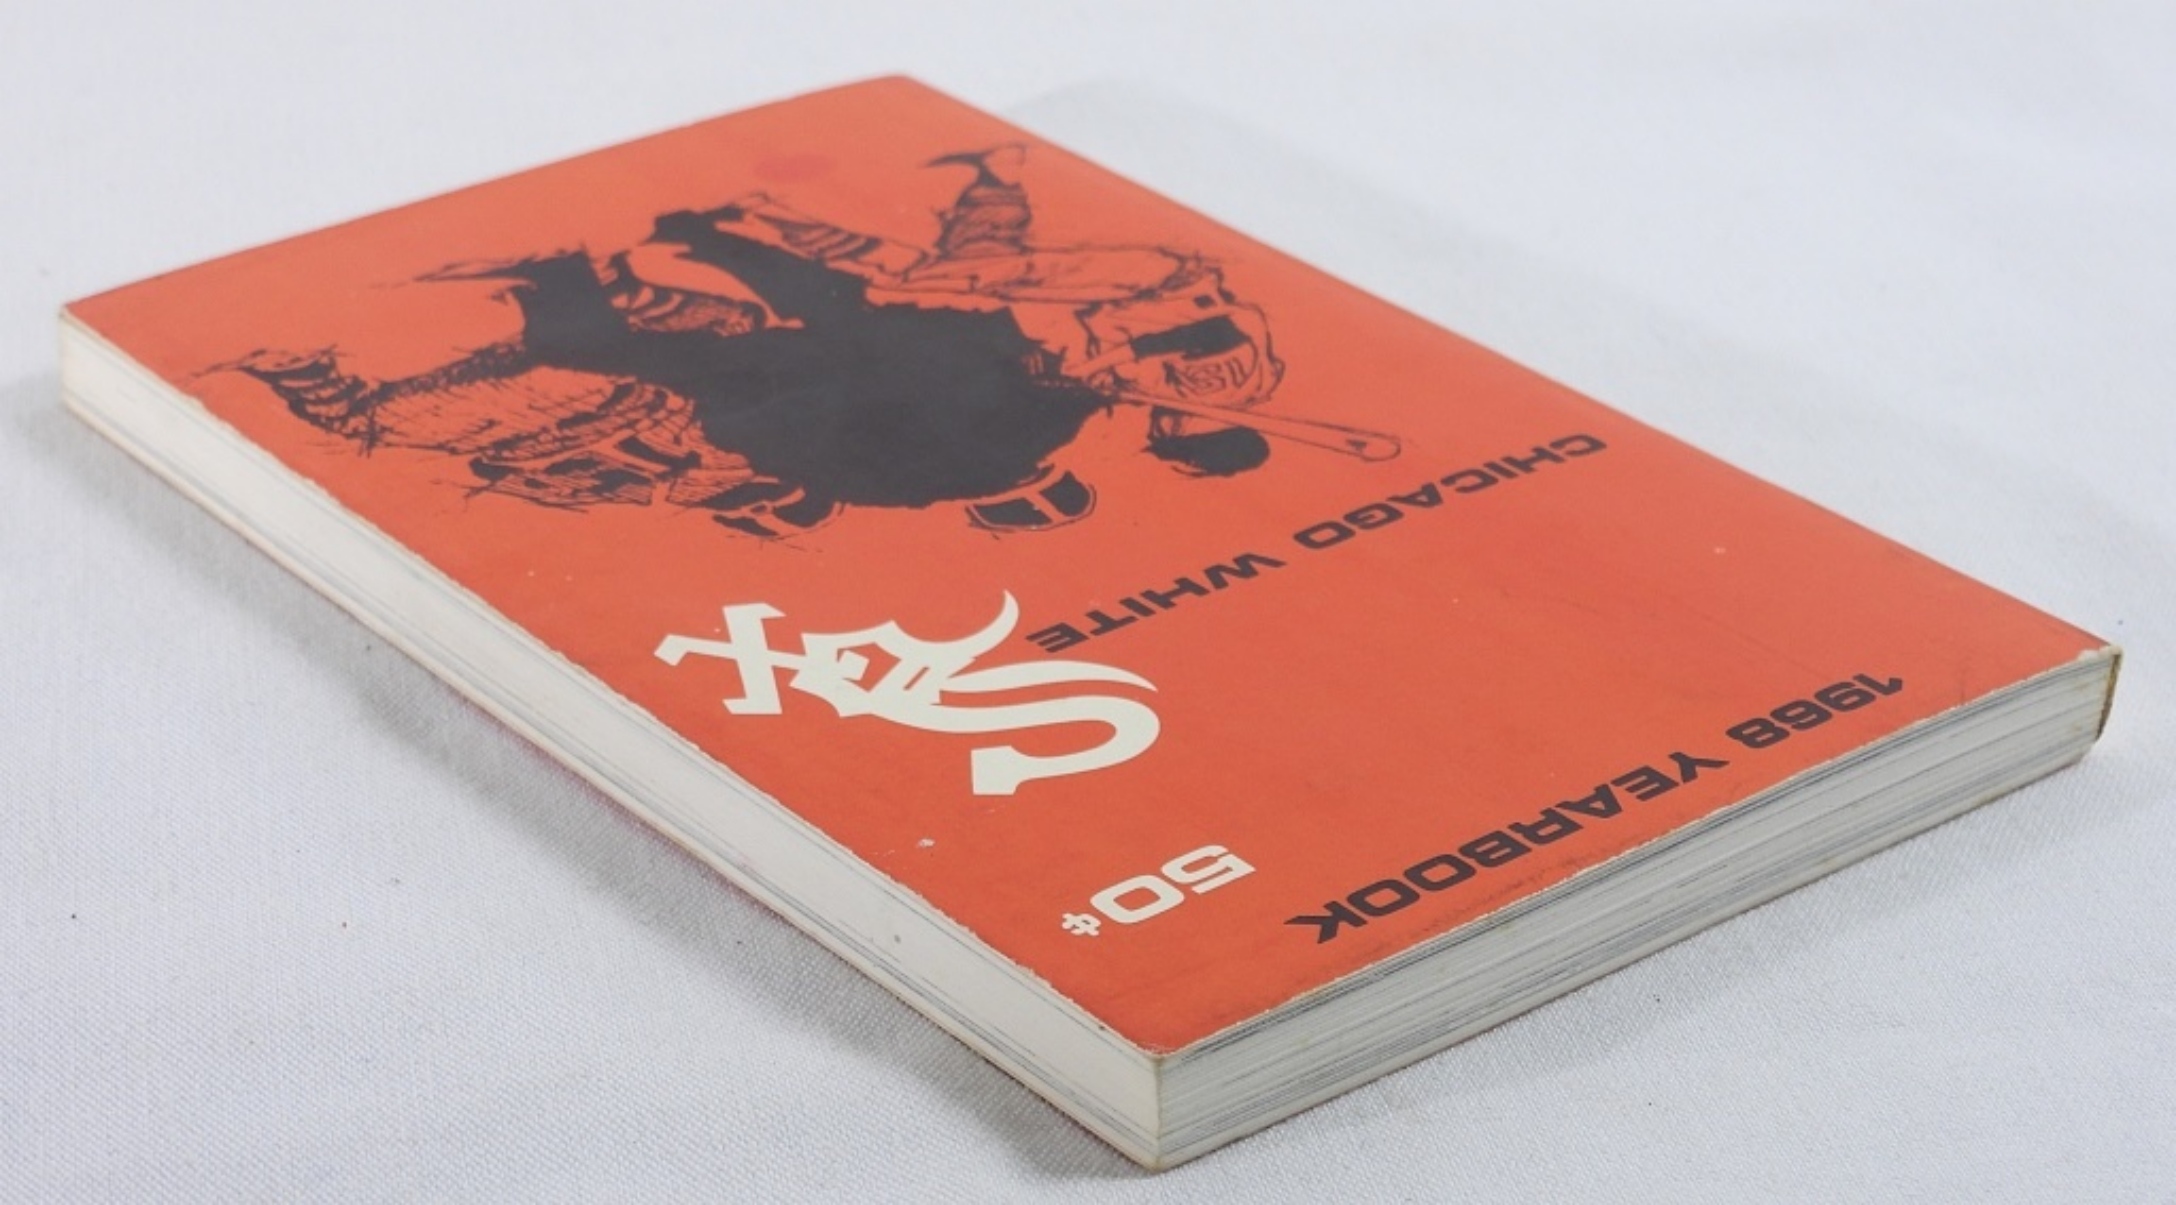 1968 YEARBOOK
50¢
CHICAGO WHITE
Sox